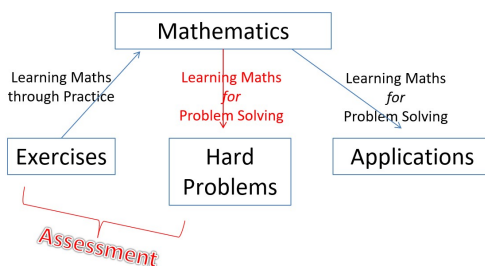 Mathematics
Learning Maths
through Practice
Learning Maths
for
Problem Solving
Learning Maths
for
Problem Solving
Exercises
Hard
Problems
Applications
Assessment